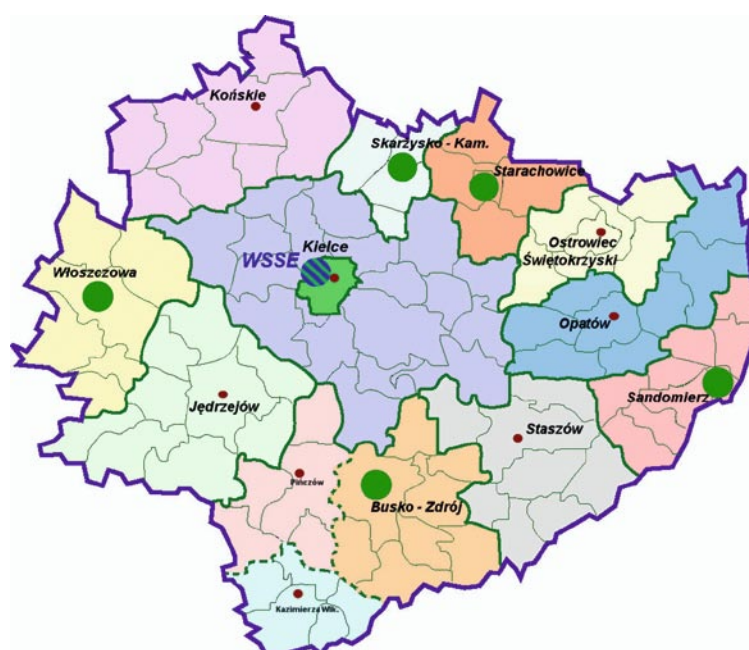 Końskie
Skarżysko - Kam.
Starachowice
Kielce
WSSE
Ostrowiec
Świętokrzyski
Włoszczowa
Opatów
Jędrzejów
Sandomierz
Staszów
Pińczów
Busko - Zdrój
Kazimierza Wlk.